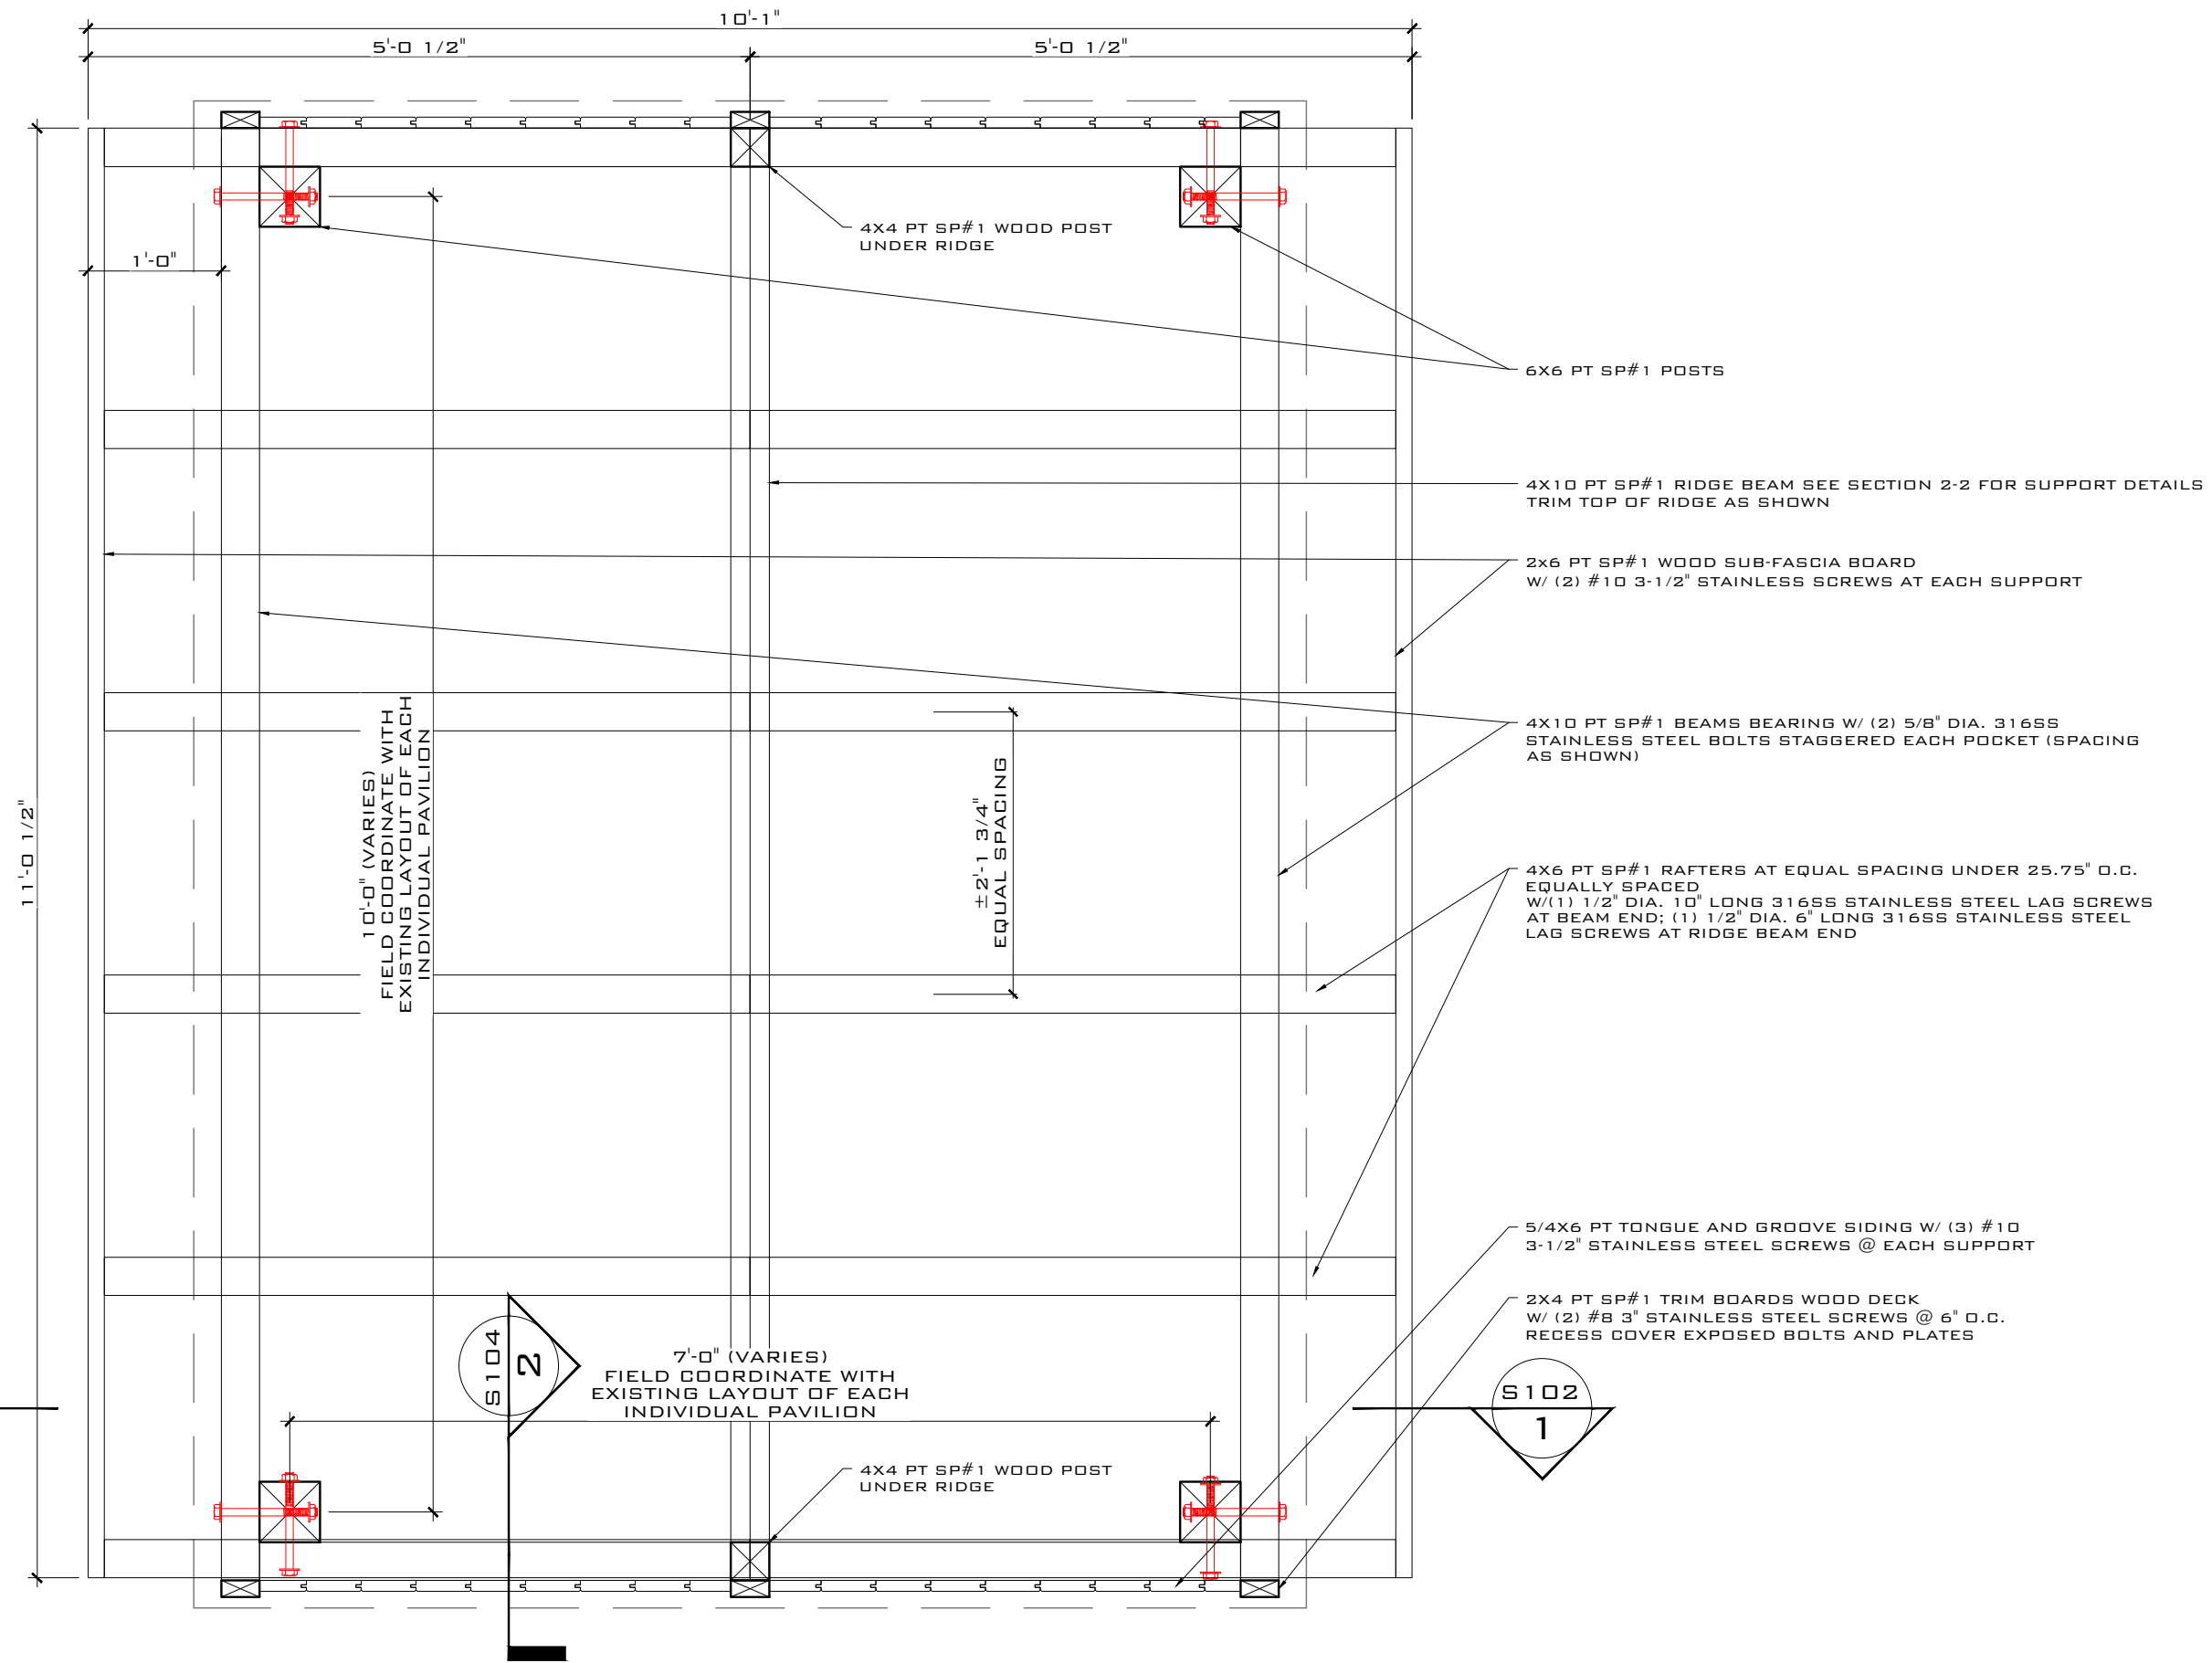 10'-1"
5'-0 1/2"
5'-0 1/2"
4X4 PT SP#1 WOOD POST
UNDER RIDGE
1'-0"
6X6 PT SP#1 POSTS
4X10 PT SP#1 RIDGE BEAM SEE SECTION 2-2 FOR SUPPORT DETAILS
TRIM TOP OF RIDGE AS SHOWN
2x6 PT SP#1 WOOD SUB-FASCIA BOARD
W/ (2) #10 3-1/2" STAINLESS SCREWS AT EACH SUPPORT
4X10 PT SP#1 BEAMS BEARING W/ (2) 5/8" DIA. 316SS
STAINLESS STEEL BOLTS STAGGERED EACH POCKET (SPACING
AS SHOWN)
11'-0 1/2"
10'-0" (VARIES)
FIELD COORDINATE WITH
EXISTING LAYOUT OF EACH
INDIVIDUAL PAVILION
±2'-1 3/4"
EQUAL SPACING
4X6 PT SP#1 RAFTERS AT EQUAL SPACING UNDER 25.75" O.C.
EQUALLY SPACED
W/(1) 1/2" DIA. 10" LONG 316SS STAINLESS STEEL LAG SCREWS
AT BEAM END; (1) 1/2" DIA. 6" LONG 316SS STAINLESS STEEL
LAG SCREWS AT RIDGE BEAM END
5/4X6 PT TONGUE AND GROOVE SIDING W/ (3) #10
3-1/2" STAINLESS STEEL SCREWS @ EACH SUPPORT
2X4 PT SP#1 TRIM BOARDS WOOD DECK
W/ (2) #8 3" STAINLESS STEEL SCREWS @ 6" O.C.
RECESS COVER EXPOSED BOLTS AND PLATES
S104
2
7'-0" (VARIES)
FIELD COORDINATE WITH
EXISTING LAYOUT OF EACH
INDIVIDUAL PAVILION
S102
1
4X4 PT SP#1 WOOD POST
UNDER RIDGE